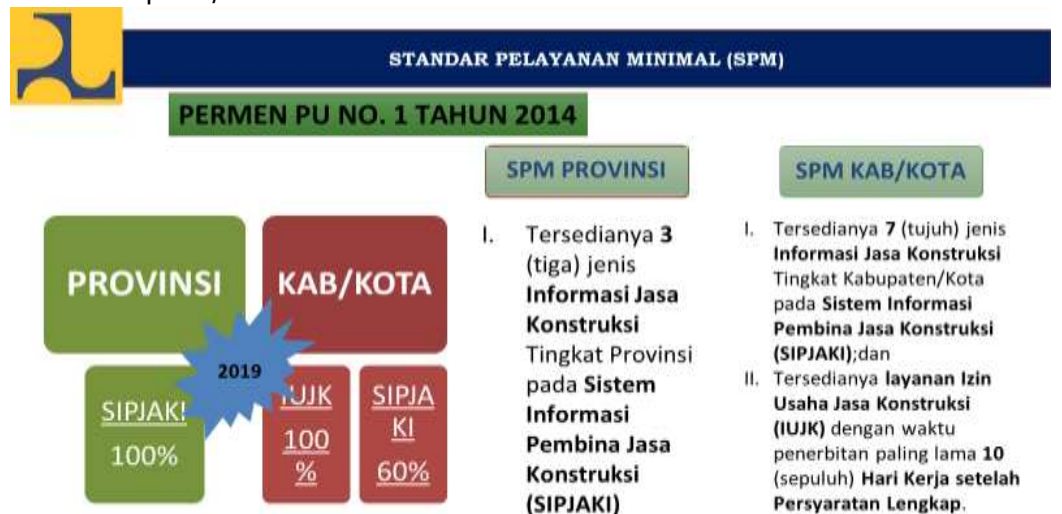 STANDAR PELAYANAN MINIMAL (SPM)
PERMEN PU NO. 1 TAHUN 2014
PROVINSI
KAB/KOTA
2019
SIPJAKI
100%
IUJK
100
%
SIPJA
KI
60%
SPM PROVINSI
I. Tersedianya 3
(tiga) jenis
Informasi Jasa
Konstruksi
Tingkat Provinsi
pada Sistem
Informasi
Pembina Jasa
Konstruksi
(SIPJAKI)
SPM KAB/KOTA
I. Tersedianya 7 (tujuh) jenis
Informasi Jasa Konstruksi
Tingkat Kabupaten/Kota
pada Sistem Informasi
Pembina Jasa Konstruksi
(SIPJAKI);dan
II. Tersedianya layanan Izin
Usaha Jasa Konstruksi
(IUJK) dengan waktu
penerbitan paling lama 10
(sepuluh) Hari Kerja setelah
Persyaratan Lengkap.